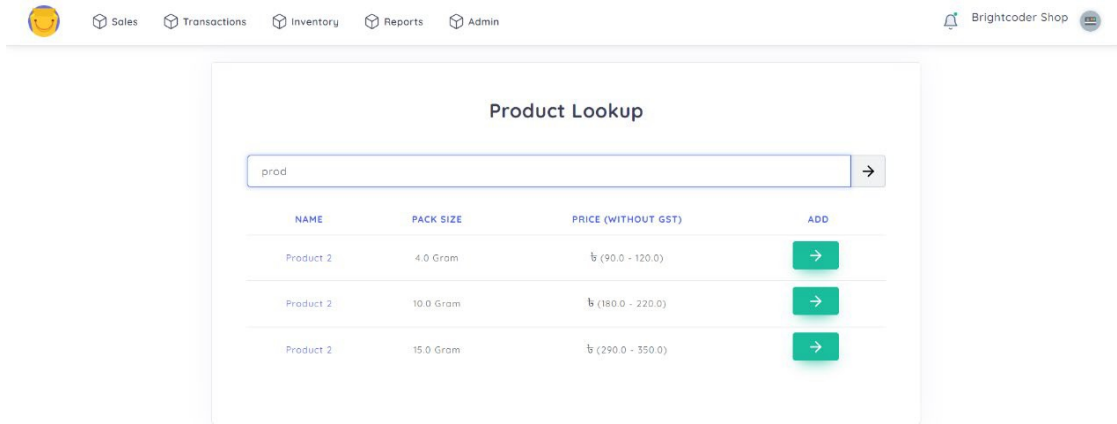 Sales Transactions Inventory Reports Admin Brightcoder Shop
Product Lookup
prod
NAME PACK SIZE PRICE (WITHOUT GST) ADD
Product 2 4.0 Gram ৳ (90.0 - 120.0)
Product 2 10.0 Gram ৳ (180.0 - 220.0)
Product 2 15.0 Gram ৳ (290.0 - 350.0)